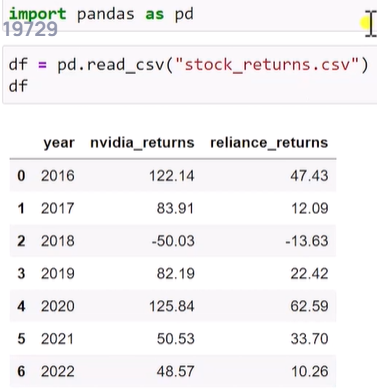 import pandas as pd
19729
df = pd.read_csv("stock_returns.csv")
df
year nvidia_returns reliance_returns
0 2016 122.14 47.43
1 2017 83.91 12.09
2 2018 -50.03 -13.63
3 2019 82.19 22.42
4 2020 125.84 62.59
5 2021 50.53 33.70
6 2022 48.57 10.26